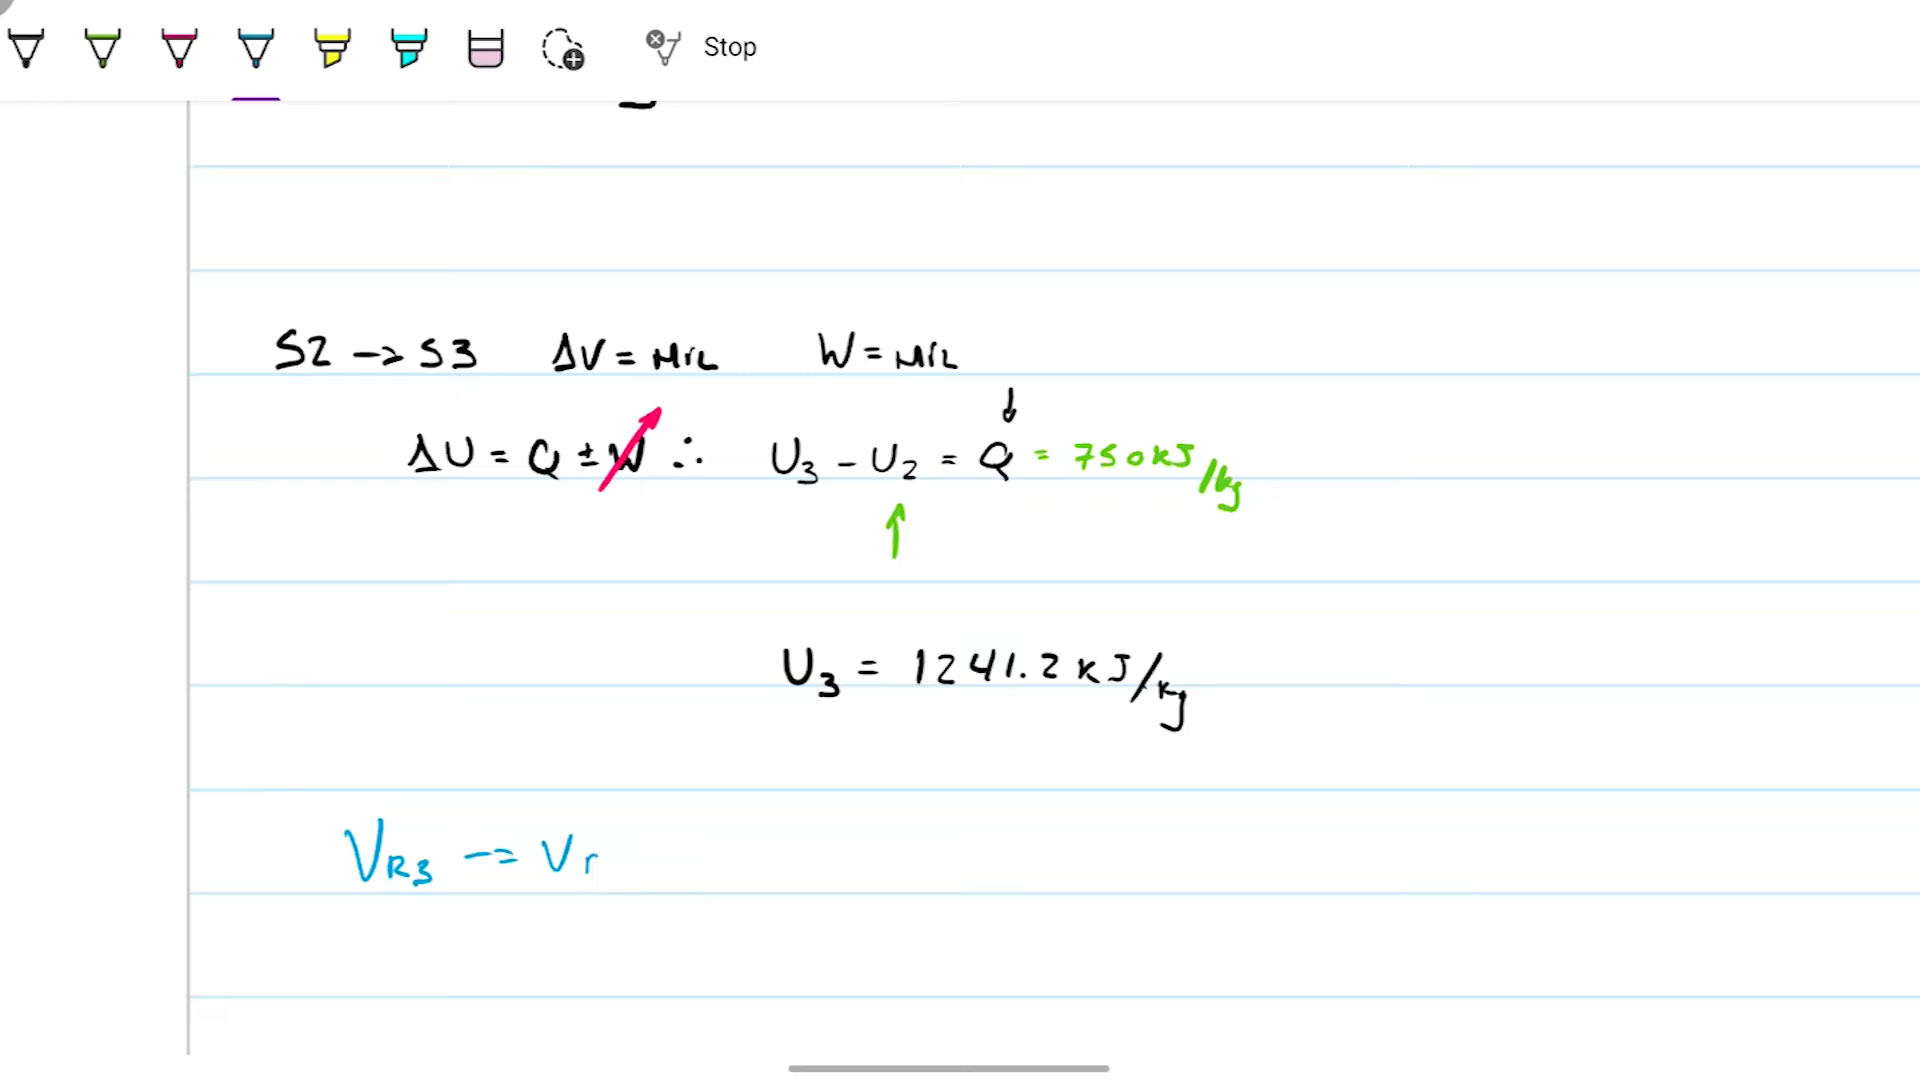 Stop
S2 → S3 ΔV = NIL W = NIL
ΔU = Q ± W ∴ U3 - U2 = Q = 750 kJ/kg
U3 = 1241.2 kJ/kg
VR3 → Vr